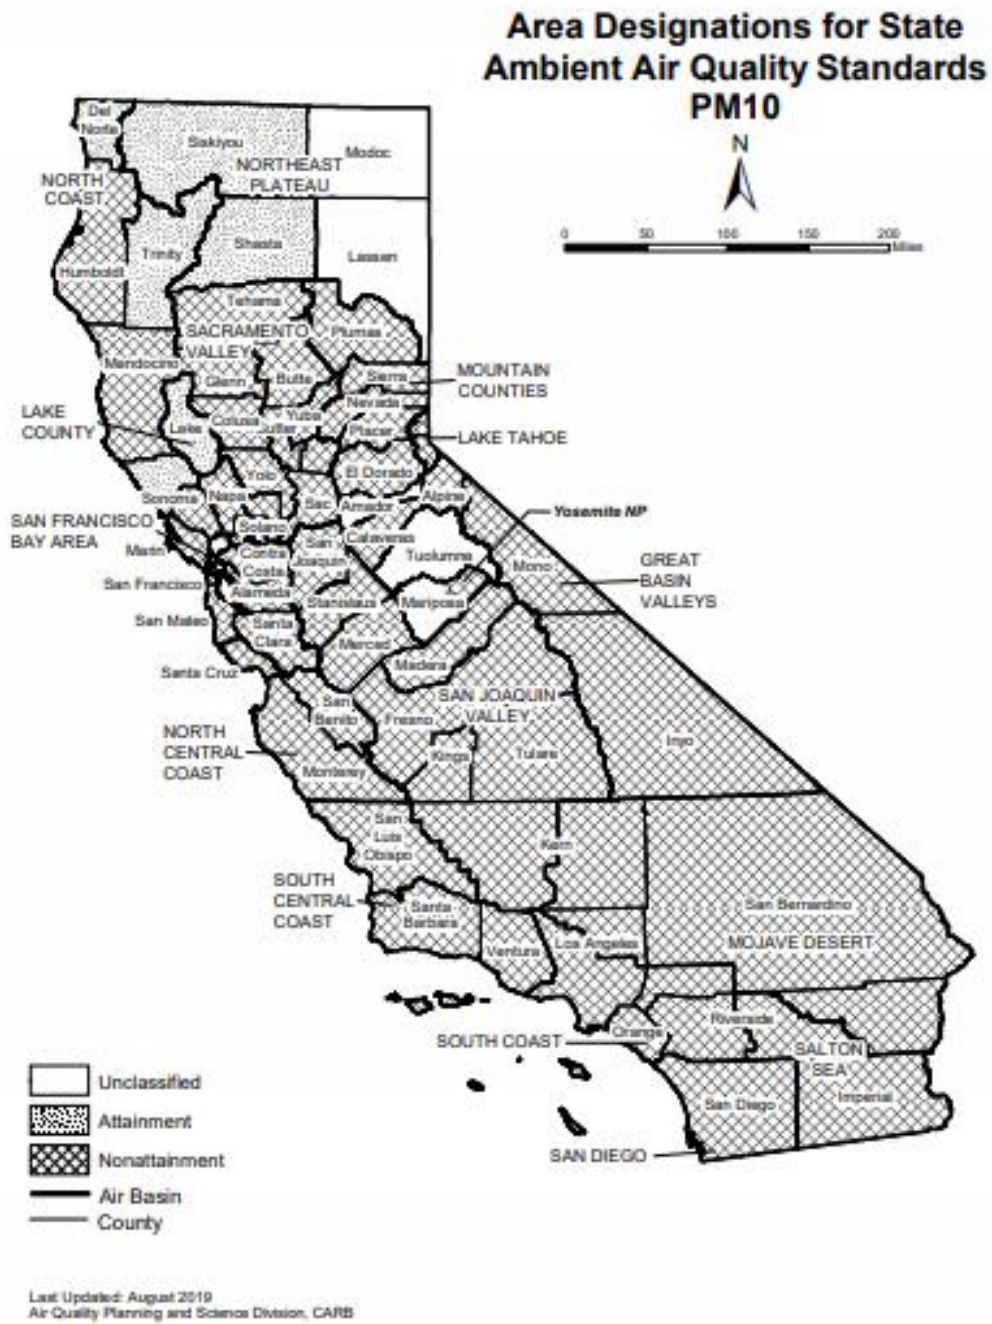 Area Designations for State
Ambient Air Quality Standards
PM10
N
0 50 100 150 200
Miles
Del
Norte
Siskiyou
Modoc
NORTHEAST
PLATEAU
NORTH
COAST
Trinity
Shasta
Lassen
Humboldt
Tehama
SACRAMENTO
VALLEY
Plumas
Mendocino
Glenn
Butte
Sierra
MOUNTAIN
COUNTIES
Nevada
LAKE
COUNTY
Lake
Colusa
Yuba
Sutter
Placer
LAKE TAHOE
El Dorado
Yolo
Sonoma
Napa
Sac
Amador
Alpine
Yosemite NP
SAN FRANCISCO
BAY AREA
Solano
Calaveras
Marin
Contra
Costa
San
Joaquin
Tuolumne
Mono
GREAT
BASIN
VALLEYS
San Francisco
Alameda
Stanislaus
Mariposa
San Mateo
Santa
Clara
Merced
Madera
Santa Cruz
San
Benito
Fresno
SAN JOAQUIN
VALLEY
NORTH
CENTRAL
COAST
Monterey
Kings
Tulare
Inyo
San
Luis
Obispo
Kern
SOUTH
CENTRAL
COAST
Santa
Barbara
Ventura
Los Angeles
San Bernardino
MOJAVE DESERT
Orange
Riverside
SOUTH COAST
SALTON
SEA
San Diego
Imperial
SAN DIEGO
Unclassified
Attainment
Nonattainment
Air Basin
County
Last Updated: August 2019
Air Quality Planning and Science Division, CARB